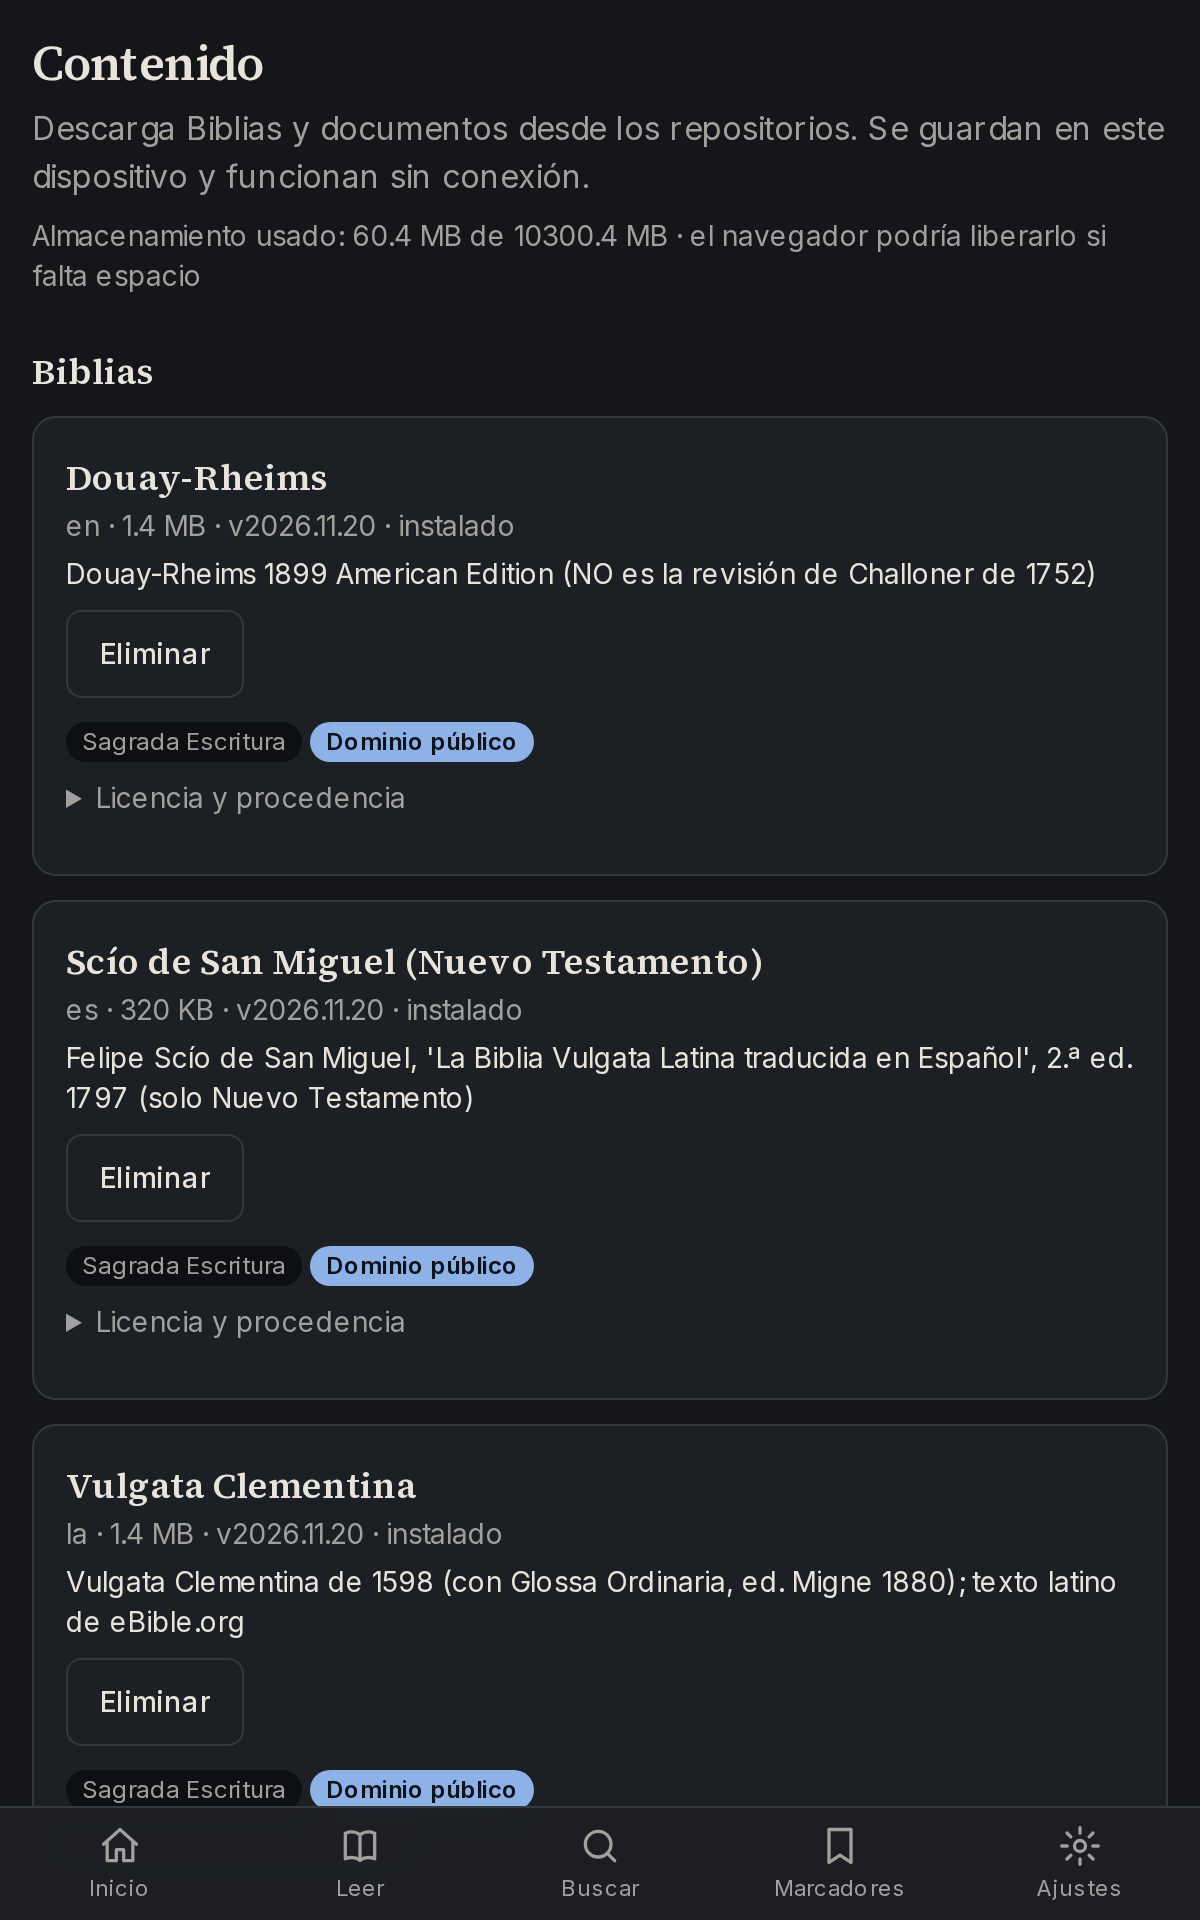 Contenido
Descarga Biblias y documentos desde los repositorios. Se guardan en este
dispositivo y funcionan sin conexión.
Almacenamiento usado: 60.4 MB de 10300.4 MB · el navegador podría liberarlo si
falta espacio
Biblias
Douay-Rheims
en · 1.4 MB · v2026.11.20 · instalado
Douay-Rheims 1899 American Edition (NO es la revisión de Challoner de 1752)
Eliminar
Sagrada Escritura Dominio público
▶ Licencia y procedencia
Scío de San Miguel (Nuevo Testamento)
es · 320 KB · v2026.11.20 · instalado
Felipe Scío de San Miguel, 'La Biblia Vulgata Latina traducida en Español', 2.ª ed.
1797 (solo Nuevo Testamento)
Eliminar
Sagrada Escritura Dominio público
▶ Licencia y procedencia
Vulgata Clementina
la · 1.4 MB · v2026.11.20 · instalado
Vulgata Clementina de 1598 (con Glossa Ordinaria, ed. Migne 1880); texto latino
de eBible.org
Eliminar
Sagrada Escritura Dominio público
Inicio Leer Buscar Marcadores Ajustes